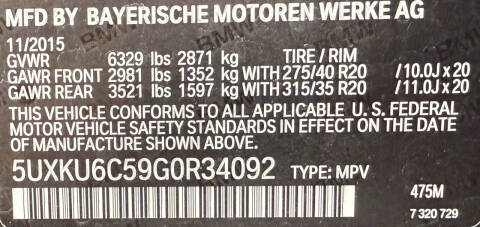 MFD BY BAYERISCHE MOTOREN WERKE AG
11/2015
GVWR 6329 lbs 2871 kg TIRE / RIM
GAWR FRONT 2981 lbs 1352 kg WITH 275/40 R20 /10.0J x 20
GAWR REAR 3521 lbs 1597 kg WITH 315/35 R20 /11.0J x 20
THIS VEHICLE CONFORMS TO ALL APPLICABLE U. S. FEDERAL
MOTOR VEHICLE SAFETY STANDARDS IN EFFECT ON THE DATE
OF MANUFACTURE SHOWN ABOVE.
5UXKU6C59G0R34092 TYPE: MPV
475M
7 320 729